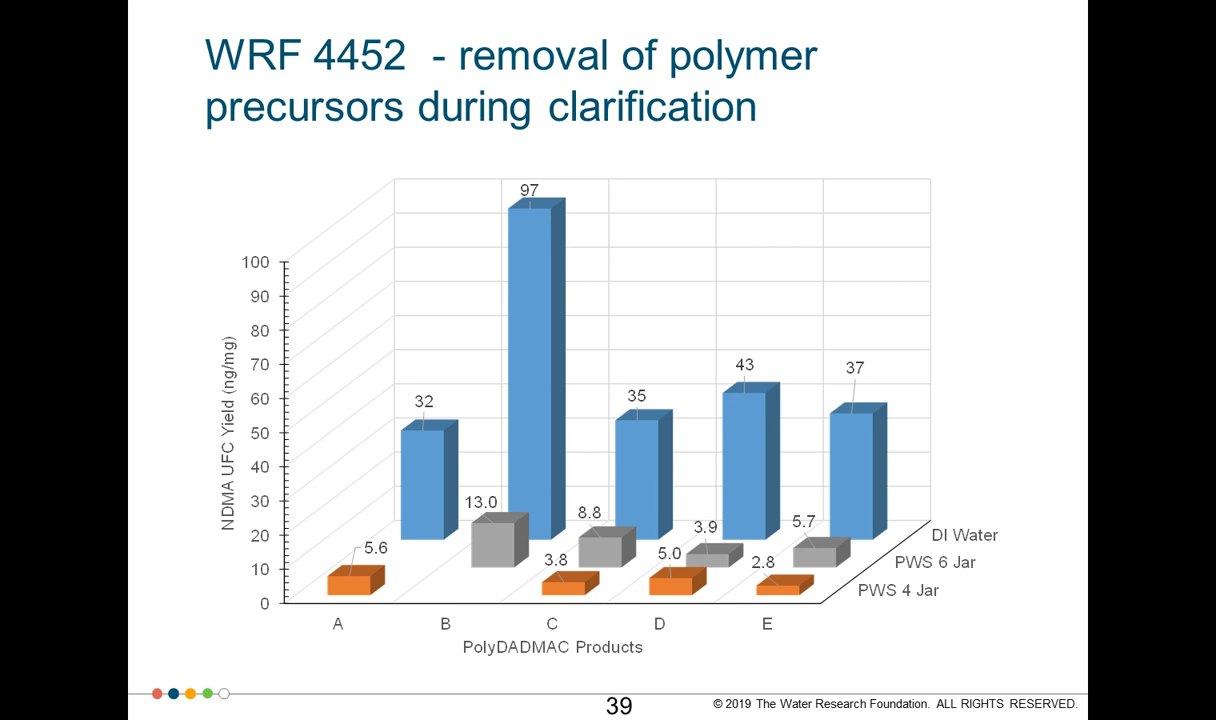 WRF 4452  - removal of polymer
precursors during clarification
97
100
90
80
70
60
50
40
30
20
10
0
NDMA UFC Yield (ng/mg)
32
35
43
37
13.0
8.8
3.9
5.7
5.6
3.8
5.0
2.8
DI Water
PWS 6 Jar
PWS 4 Jar
A B C D E
PolyDADMAC Products
39
© 2019 The Water Research Foundation. ALL RIGHTS RESERVED.